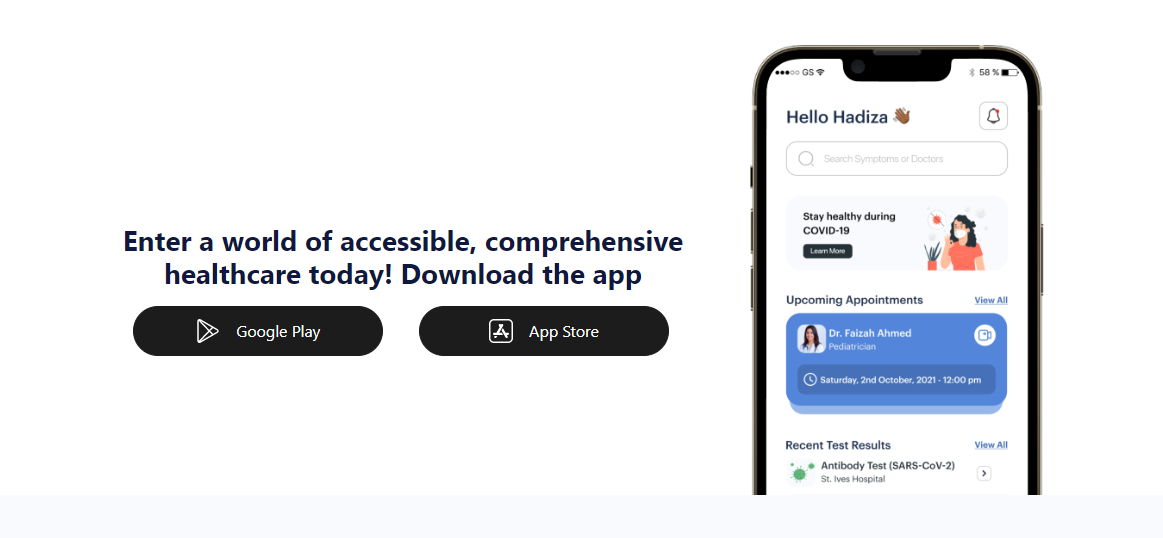 Enter a world of accessible, comprehensive
healthcare today! Download the app
Google Play
App Store
GS
58 %
Hello Hadiza
Search Symptoms or Doctors
Stay healthy during
COVID-19
Learn More
Upcoming Appointments
View All
Dr. Faizah Ahmed
Pediatrician
Saturday, 2nd October, 2021 - 12:00 pm
Recent Test Results
View All
Antibody Test (SARS-CoV-2)
St. Ives Hospital